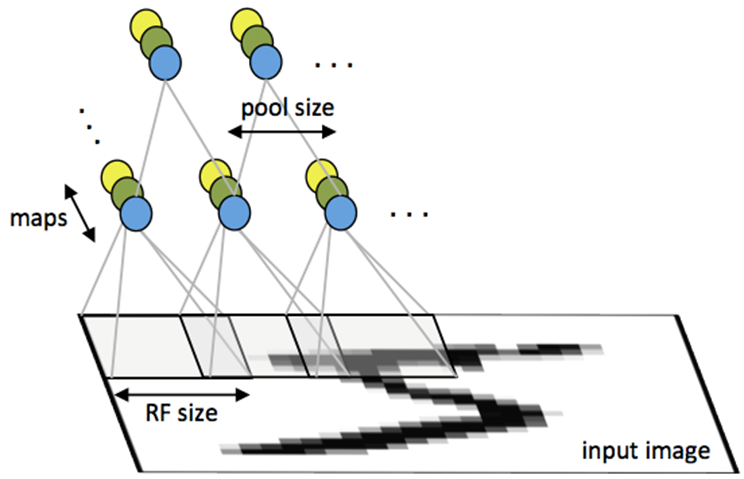 . . .
pool size
maps
. . .
RF size
input image